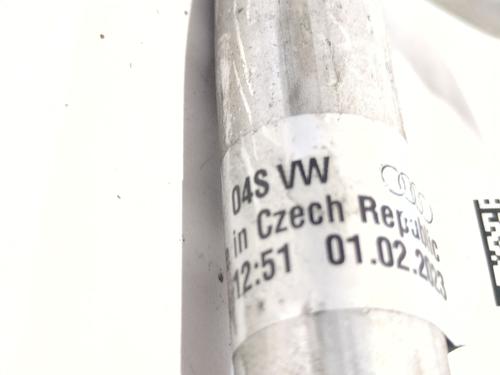 04S VW
in Czech Republic
12:51 01.02.2023